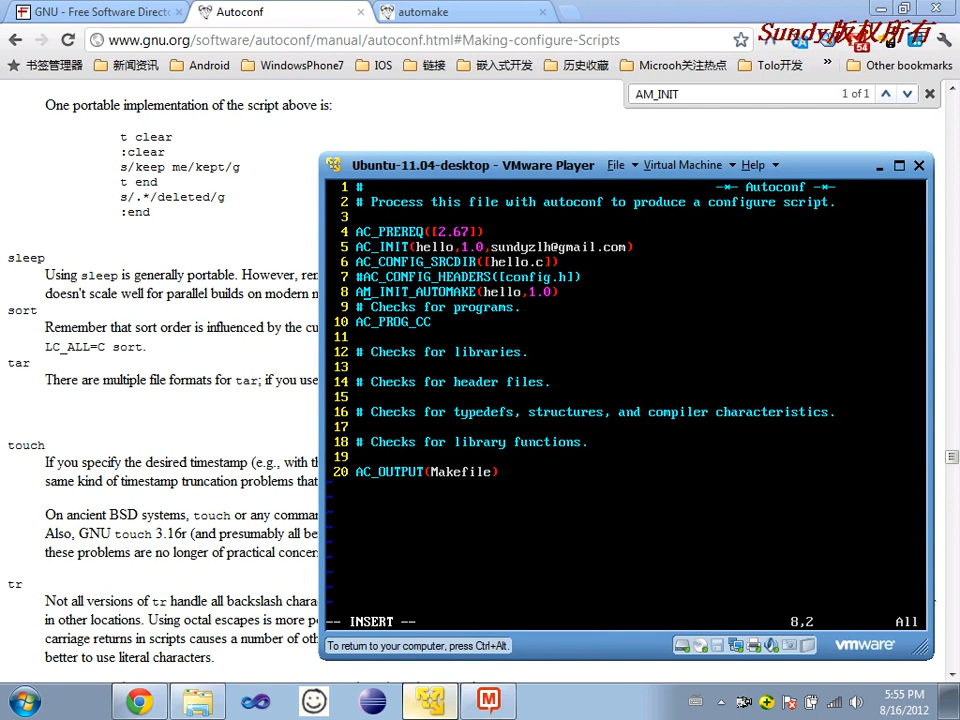 GNU - Free Software Direct
Autoconf
automake
Sundy版权所有
www.gnu.org/software/autoconf/manual/autoconf.html#Making-configure-Scripts
54
书签管理器
新闻资讯
Android
WindowsPhone7
IOS
链接
嵌入式开发
历史收藏
Microoh关注热点
Tolo开发
»
Other bookmarks
AM_INIT
1 of 1
One portable implementation of the script above is:
t clear
:clear
s/keep me/kept/g
t end
s/.*/deleted/g
:end
sleep
Using sleep is generally portable. However, ren
doesn't scale well for parallel builds on modern n
sort
Remember that sort order is influenced by the cu
LC_ALL=C sort.
tar
There are multiple file formats for tar; if you use
touch
If you specify the desired timestamp (e.g., with th
same kind of timestamp truncation problems that
On ancient BSD systems, touch or any comman
Also, GNU touch 3.16r (and presumably all be
these problems are no longer of practical concern
tr
Not all versions of tr handle all backslash chara
in other locations. Using octal escapes is more po
carriage returns in scripts causes a number of oth
better to use literal characters.
Ubuntu-11.04-desktop - VMware Player File Virtual Machine Help
1 # -*- Autoconf -*-
2 # Process this file with autoconf to produce a configure script.
3
4 AC_PREREQ([2.67])
5 AC_INIT(hello,1.0,sundyzlh@gmail.com)
6 AC_CONFIG_SRCDIR([hello.c])
7 #AC_CONFIG_HEADERS([config.h])
8 AM_INIT_AUTOMAKE(hello,1.0)
9 # Checks for programs.
10 AC_PROG_CC
11
12 # Checks for libraries.
13
14 # Checks for header files.
15
16 # Checks for typedefs, structures, and compiler characteristics.
17
18 # Checks for library functions.
19
20 AC_OUTPUT(Makefile)
~
~
~
~
~
~
~
~
-- INSERT -- 8,2 All
To return to your computer, press Ctrl+Alt.
vmware
5:55 PM
8/16/2012